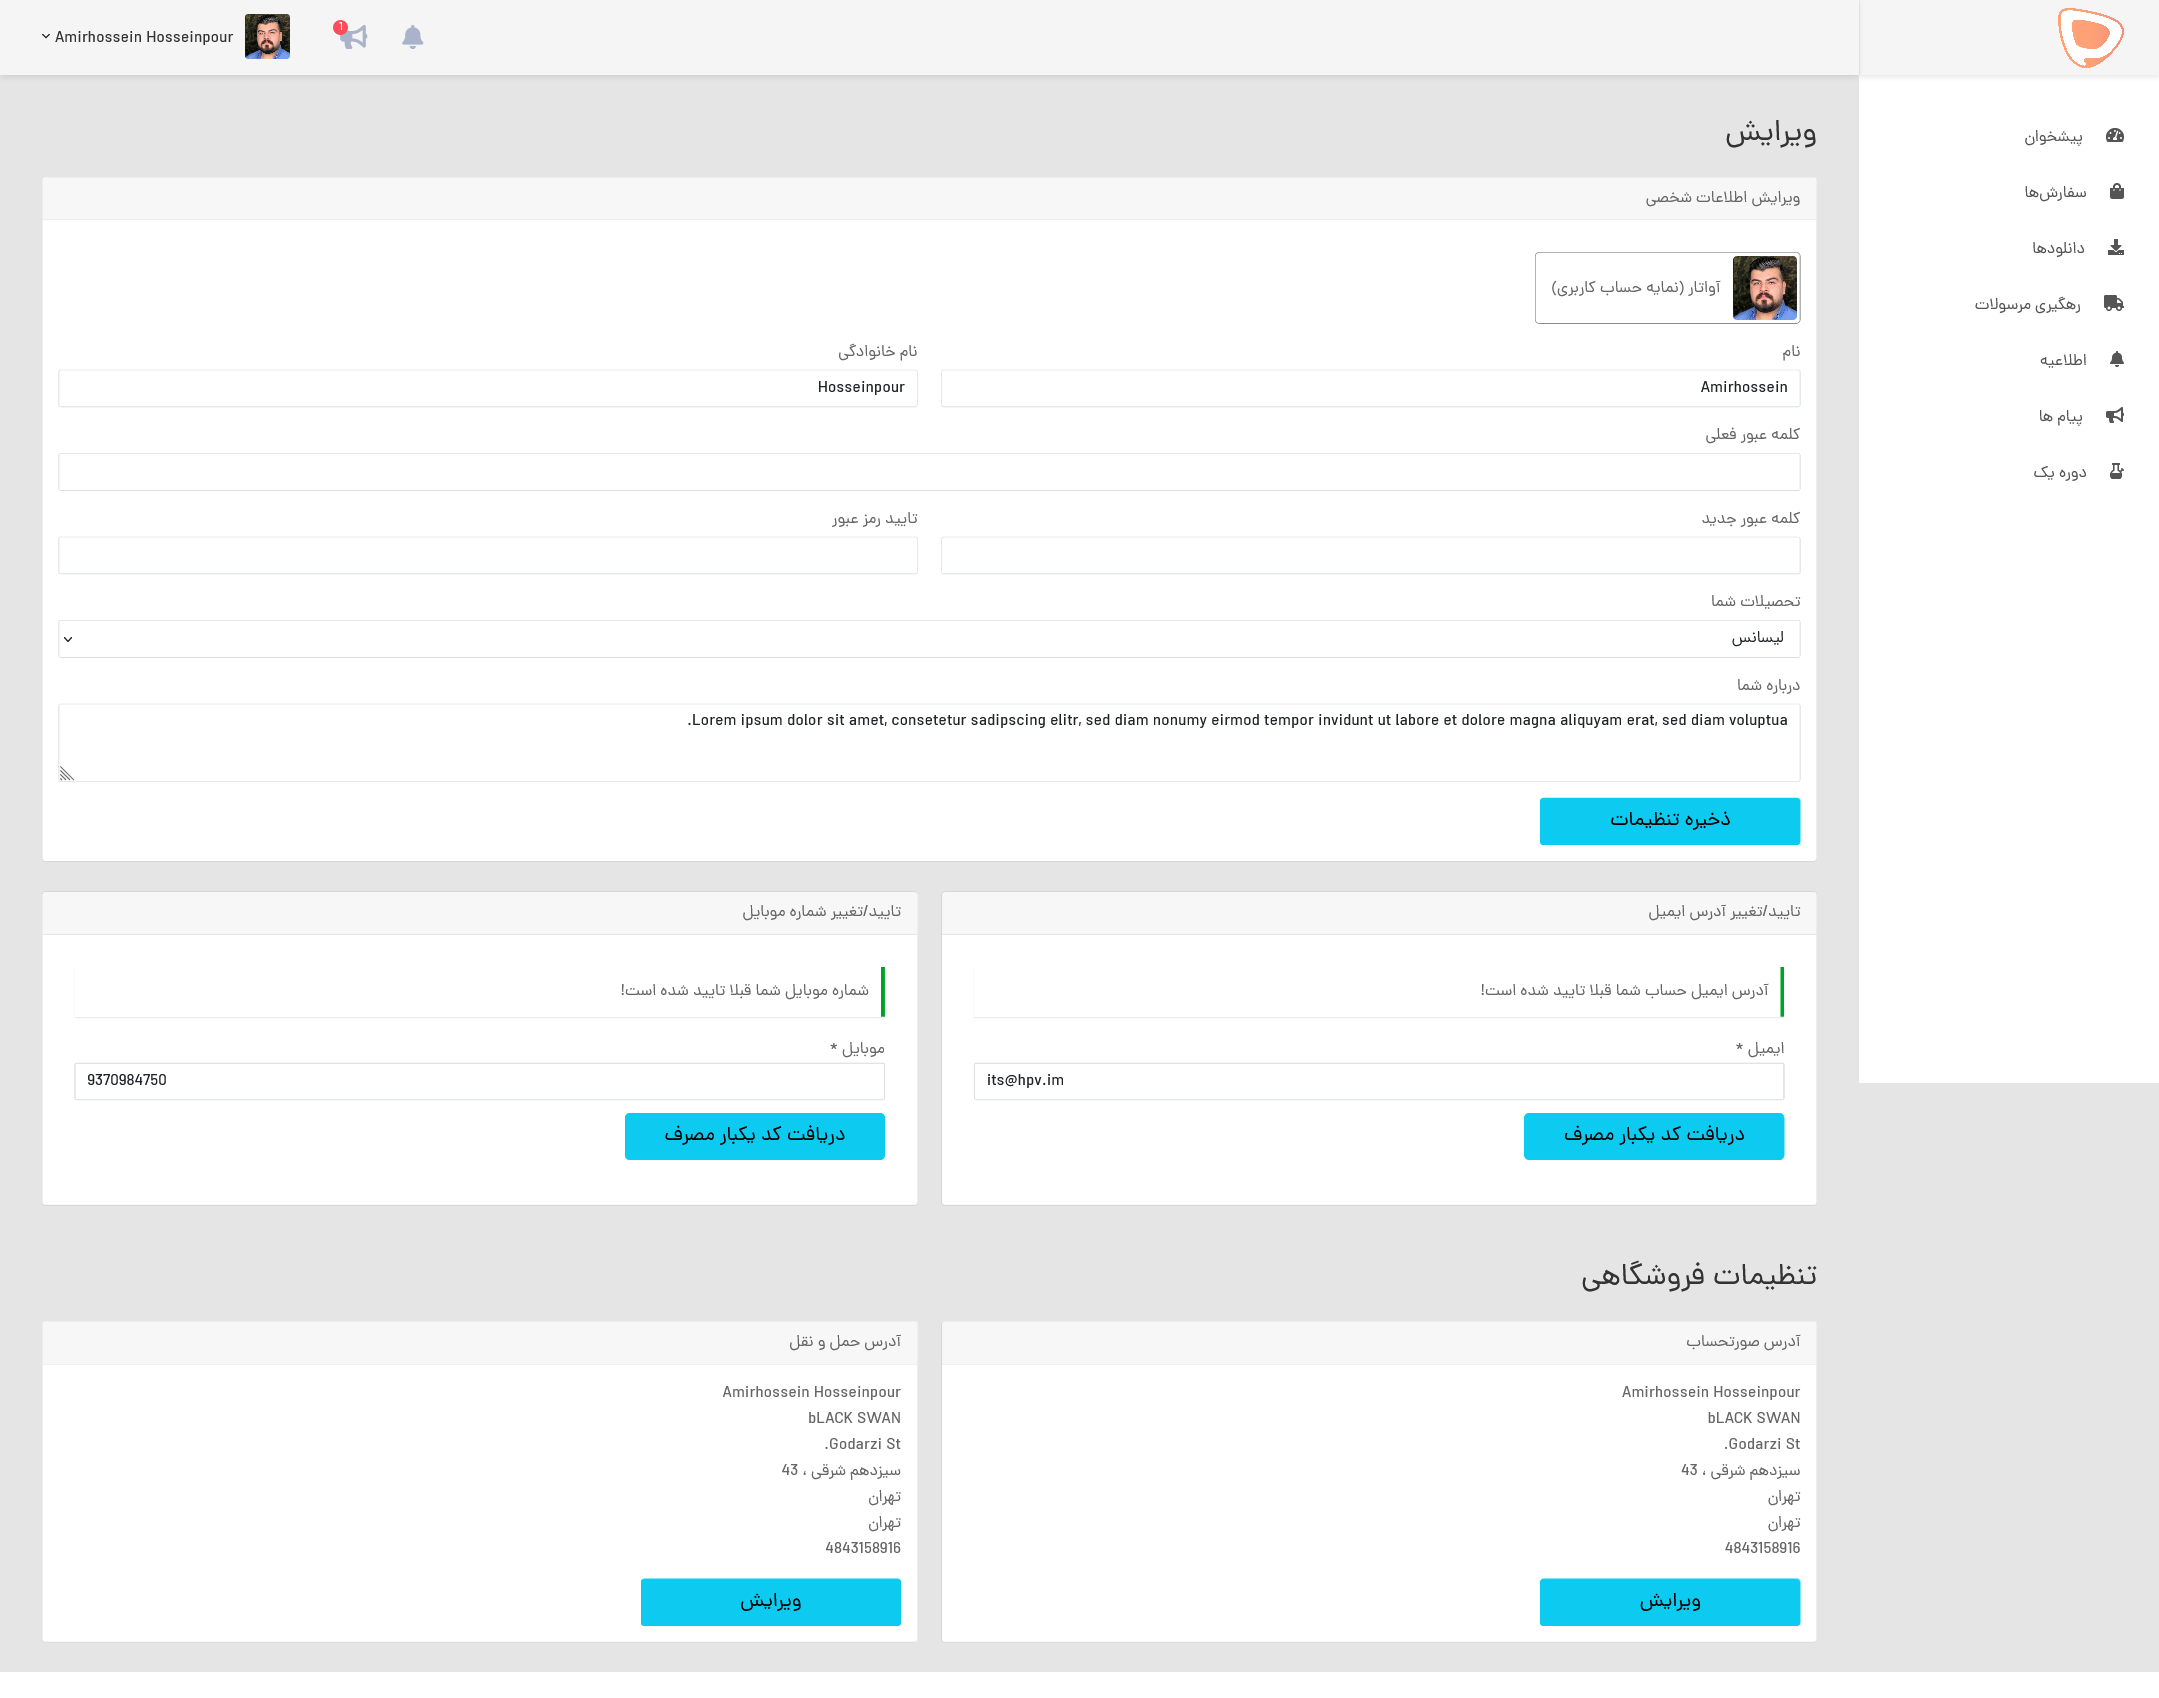 Amirhossein Hosseinpour
1
پیشخوان
سفارش‌ها
دانلودها
رهگیری مرسولات
اطلاعیه
پیام ها
دوره یک
ویرایش
ویرایش اطلاعات شخصی
آواتار (نمایه حساب کاربری)
نام
نام خانوادگی
Amirhossein
Hosseinpour
کلمه عبور فعلی
کلمه عبور جدید
تایید رمز عبور
تحصیلات شما
لیسانس
درباره شما
.Lorem ipsum dolor sit amet, consetetur sadipscing elitr, sed diam nonumy eirmod tempor invidunt ut labore et dolore magna aliquyam erat, sed diam voluptua
ذخیره تنظیمات
تایید/تغییر آدرس ایمیل
آدرس ایمیل حساب شما قبلا تایید شده است!
ایمیل *
its@hpv.im
دریافت کد یکبار مصرف
تایید/تغییر شماره موبایل
شماره موبایل شما قبلا تایید شده است!
موبایل *
9370984750
دریافت کد یکبار مصرف
تنظیمات فروشگاهی
آدرس صورتحساب
Amirhossein Hosseinpour
bLACK SWAN
.Godarzi St
سیزدهم شرقی ، 43
تهران
تهران
4843158916
ویرایش
آدرس حمل و نقل
Amirhossein Hosseinpour
bLACK SWAN
.Godarzi St
سیزدهم شرقی ، 43
تهران
تهران
4843158916
ویرایش